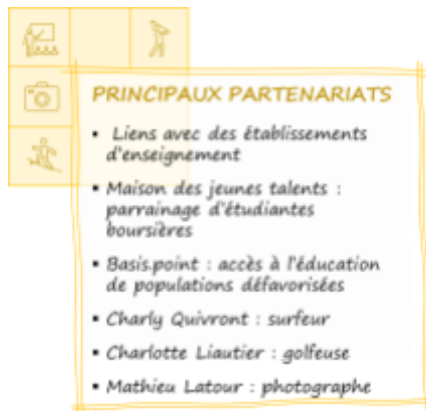 PRINCIPAUX PARTENARIATS
▪ Liens avec des établissements
d'enseignement
▪ Maison des jeunes talents :
parrainage d'étudiantes
boursières
▪ Basis.point : accès à l'éducation
de populations défavorisées
▪ Charly Quivront : surfeur
▪ Charlotte Liautier : golfeuse
▪ Mathieu Latour : photographe